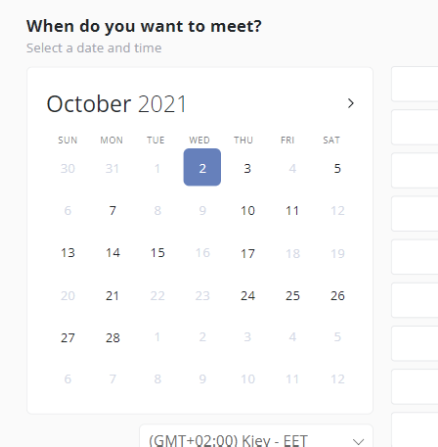 When do you want to meet?
Select a date and time
October 2021
SUN MON TUE WED THU FRI SAT
30 31 1 2 3 4 5
6 7 8 9 10 11 12
13 14 15 16 17 18 19
20 21 22 23 24 25 26
27 28 1 2 3 4 5
6 7 8 9 10 11 12
(GMT+02:00) Kiev - EET